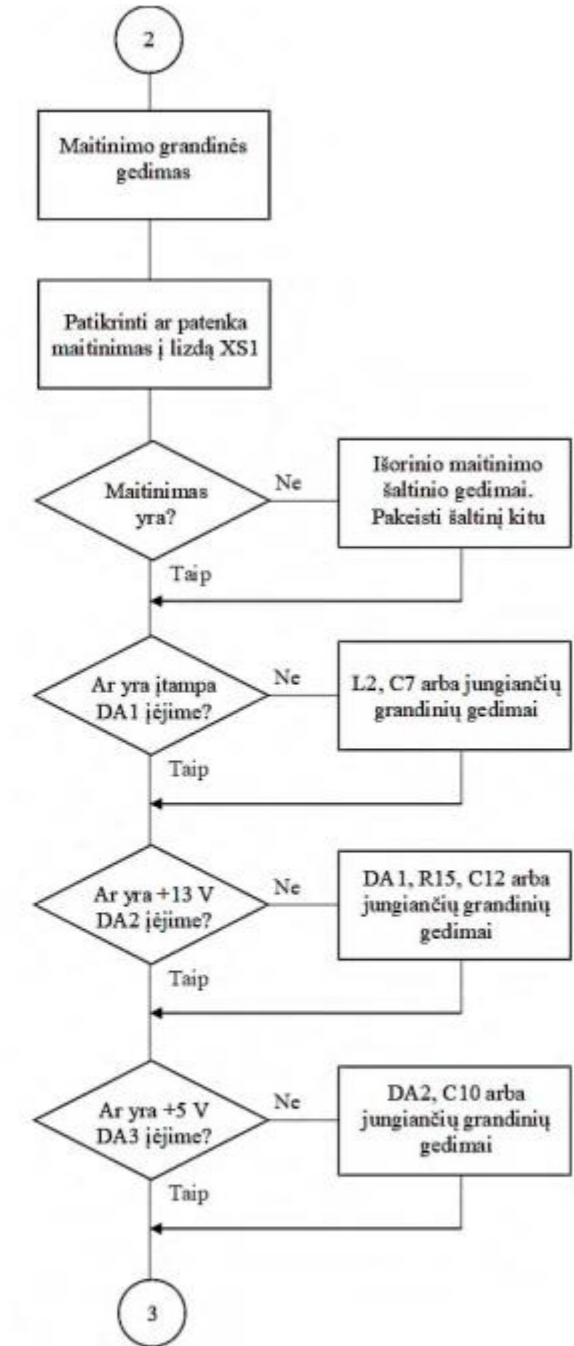 2
Maitinimo grandinės
gedimas
Patikrinti ar patenka
maitinimas į lizdą XS1
Maitinimas
yra?
Ne
Išorinio maitinimo
šaltinio gedimai.
Pakeisti šaltinį kitu
Taip
Ar yra įtampa
DA1 įėjime?
Ne
L2, C7 arba jungiančių
grandinių gedimai
Taip
Ar yra +13 V
DA2 įėjime?
Ne
DA1, R15, C12 arba
jungiančių grandinių
gedimai
Taip
Ar yra +5 V
DA3 įėjime?
Ne
DA2, C10 arba
jungiančių grandinių
gedimai
Taip
3